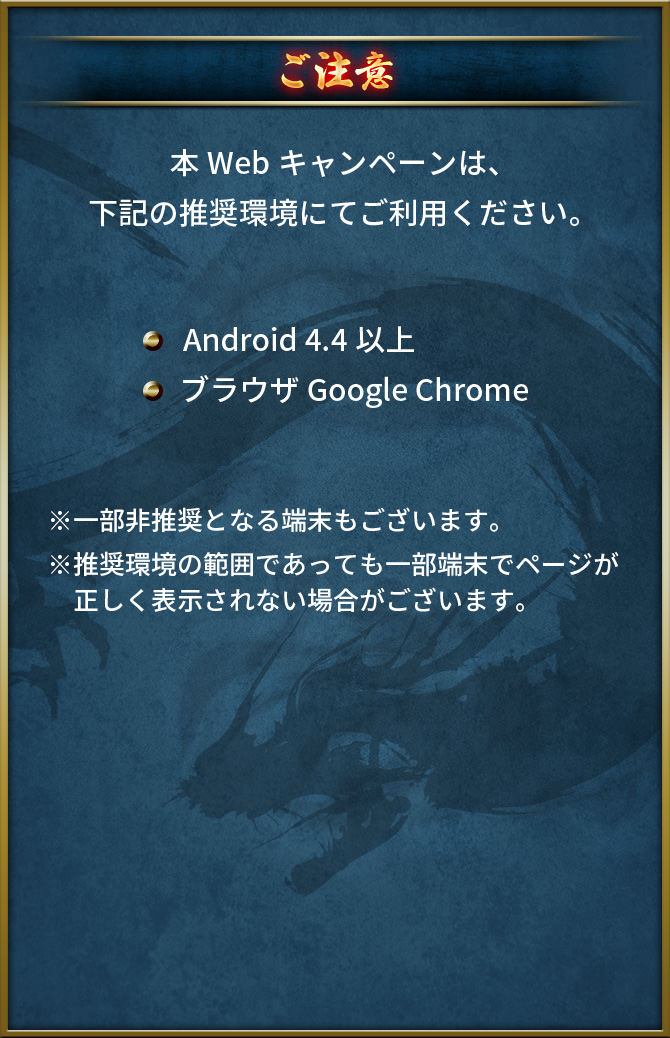 ご注意
本 Web キャンペーンは、
下記の推奨環境にてご利用ください。
Android 4.4 以上
ブラウザ Google Chrome
※一部非推奨となる端末もございます。
※推奨環境の範囲であっても一部端末でページが
正しく表示されない場合がございます。